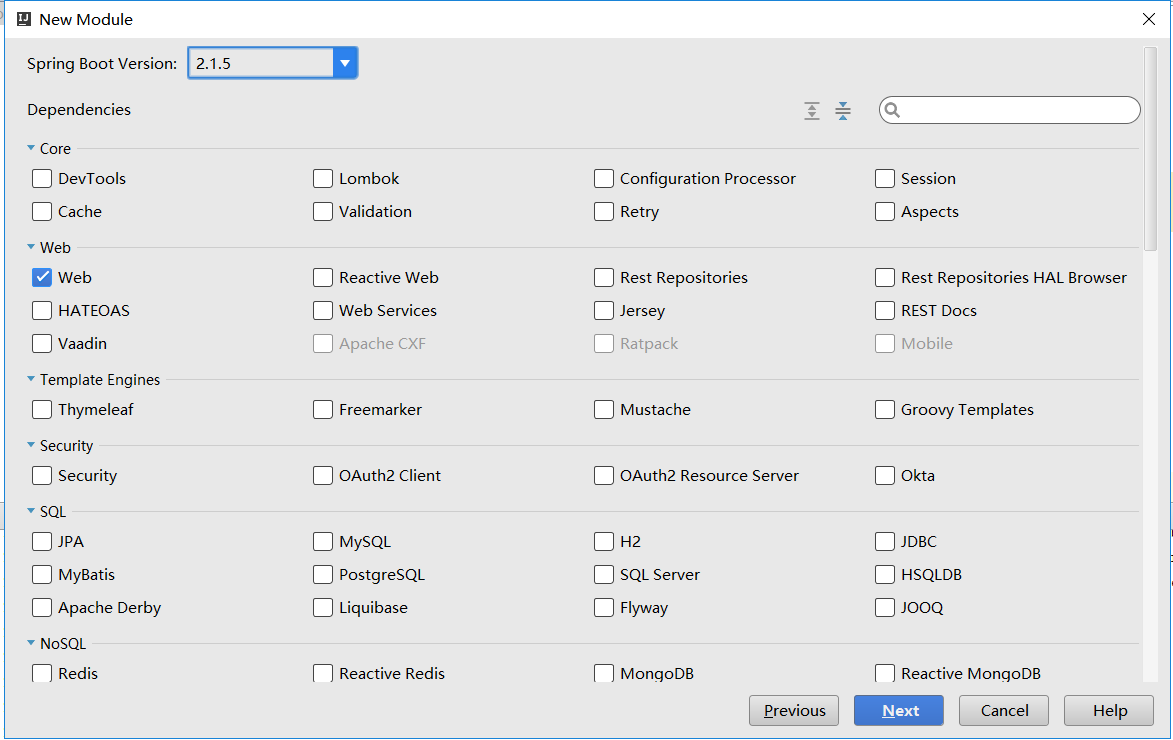 New Module
Spring Boot Version: 2.1.5
Dependencies
Core
DevTools Lombok Configuration Processor Session
Cache Validation Retry Aspects
Web
Web Reactive Web Rest Repositories Rest Repositories HAL Browser
HATEOAS Web Services Jersey REST Docs
Vaadin Apache CXF Ratpack Mobile
Template Engines
Thymeleaf Freemarker Mustache Groovy Templates
Security
Security OAuth2 Client OAuth2 Resource Server Okta
SQL
JPA MySQL H2 JDBC
MyBatis PostgreSQL SQL Server HSQLDB
Apache Derby Liquibase Flyway JOOQ
NoSQL
Redis Reactive Redis MongoDB Reactive MongoDB
Previous Next Cancel Help